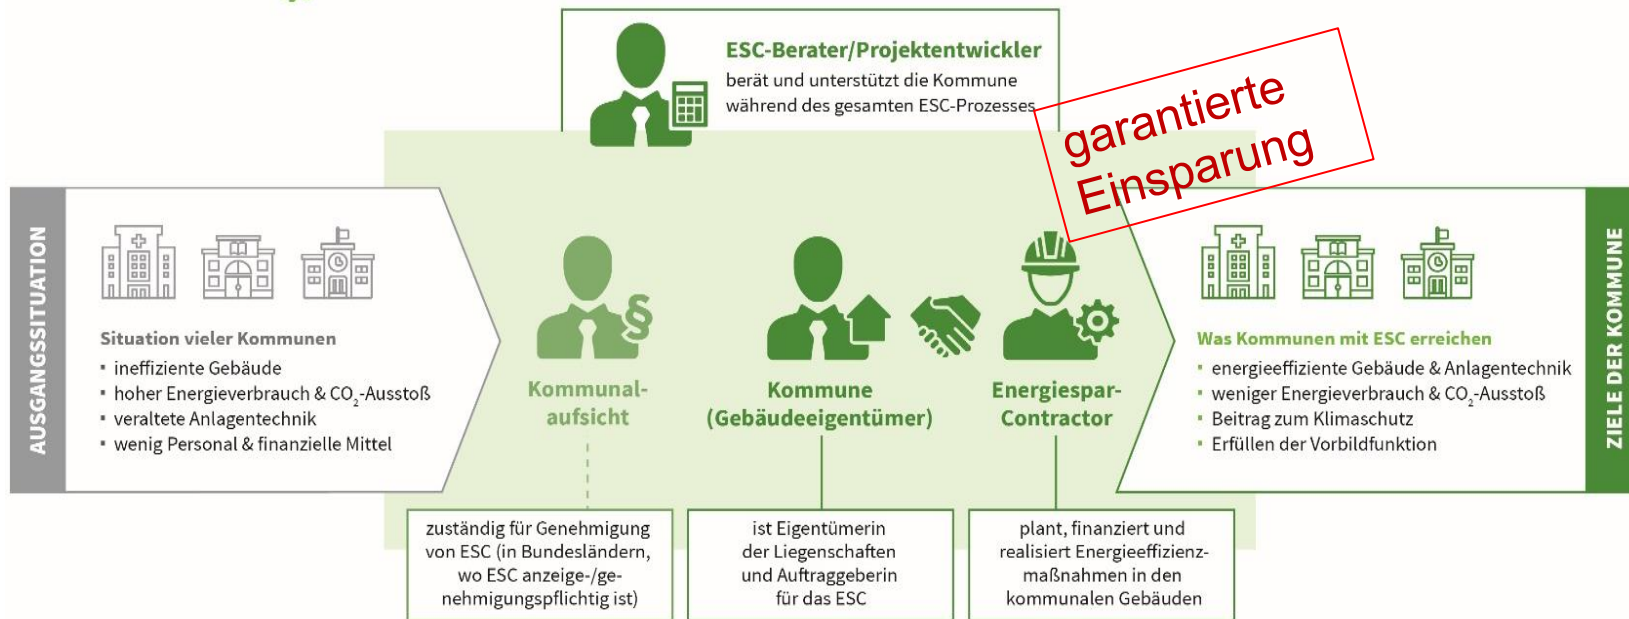 ESC-Berater/Projektentwickler
berät und unterstützt die Kommune
während des gesamten ESC-Prozesses
garantierte
Einsparung
AUSGANGSSITUATION
Situation vieler Kommunen
▪ ineffiziente Gebäude
▪ hoher Energieverbrauch & CO₂-Ausstoß
▪ veraltete Anlagentechnik
▪ wenig Personal & finanzielle Mittel
§
Kommunal-
aufsicht
Kommune
(Gebäudeeigentümer)
Energiespar-
Contractor
zuständig für Genehmigung
von ESC (in Bundesländern,
wo ESC anzeige-/ge-
nehmigungspflichtig ist)
ist Eigentümerin
der Liegenschaften
und Auftraggeberin
für das ESC
plant, finanziert und
realisiert Energieeffizienz-
maßnahmen in den
kommunalen Gebäuden
Was Kommunen mit ESC erreichen
▪ energieeffiziente Gebäude & Anlagentechnik
▪ weniger Energieverbrauch & CO₂-Ausstoß
▪ Beitrag zum Klimaschutz
▪ Erfüllen der Vorbildfunktion
ZIELE DER KOMMUNE